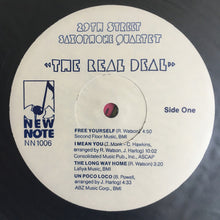 29TH STREET
SAXOPHONE QUARTET
«THE REAL DEAL»
Side One
NEW
NOTE
NN1006
FREE YOURSELF (R. Watson) 4:50
Second Floor Music, BMI
I MEAN YOU (T. Monk - C. Hawkins,
arranged by R. Watson, J. Hartog) 10:02
Consolidated Music Pub., Inc., ASCAP
THE LONG WAY HOME (R. Watson) 3:20
Lafiya Music, BMI
UN POCO LOCO (B. Powell,
arranged by J. Hartog) 4:33
ABZ Music Corp., BMI